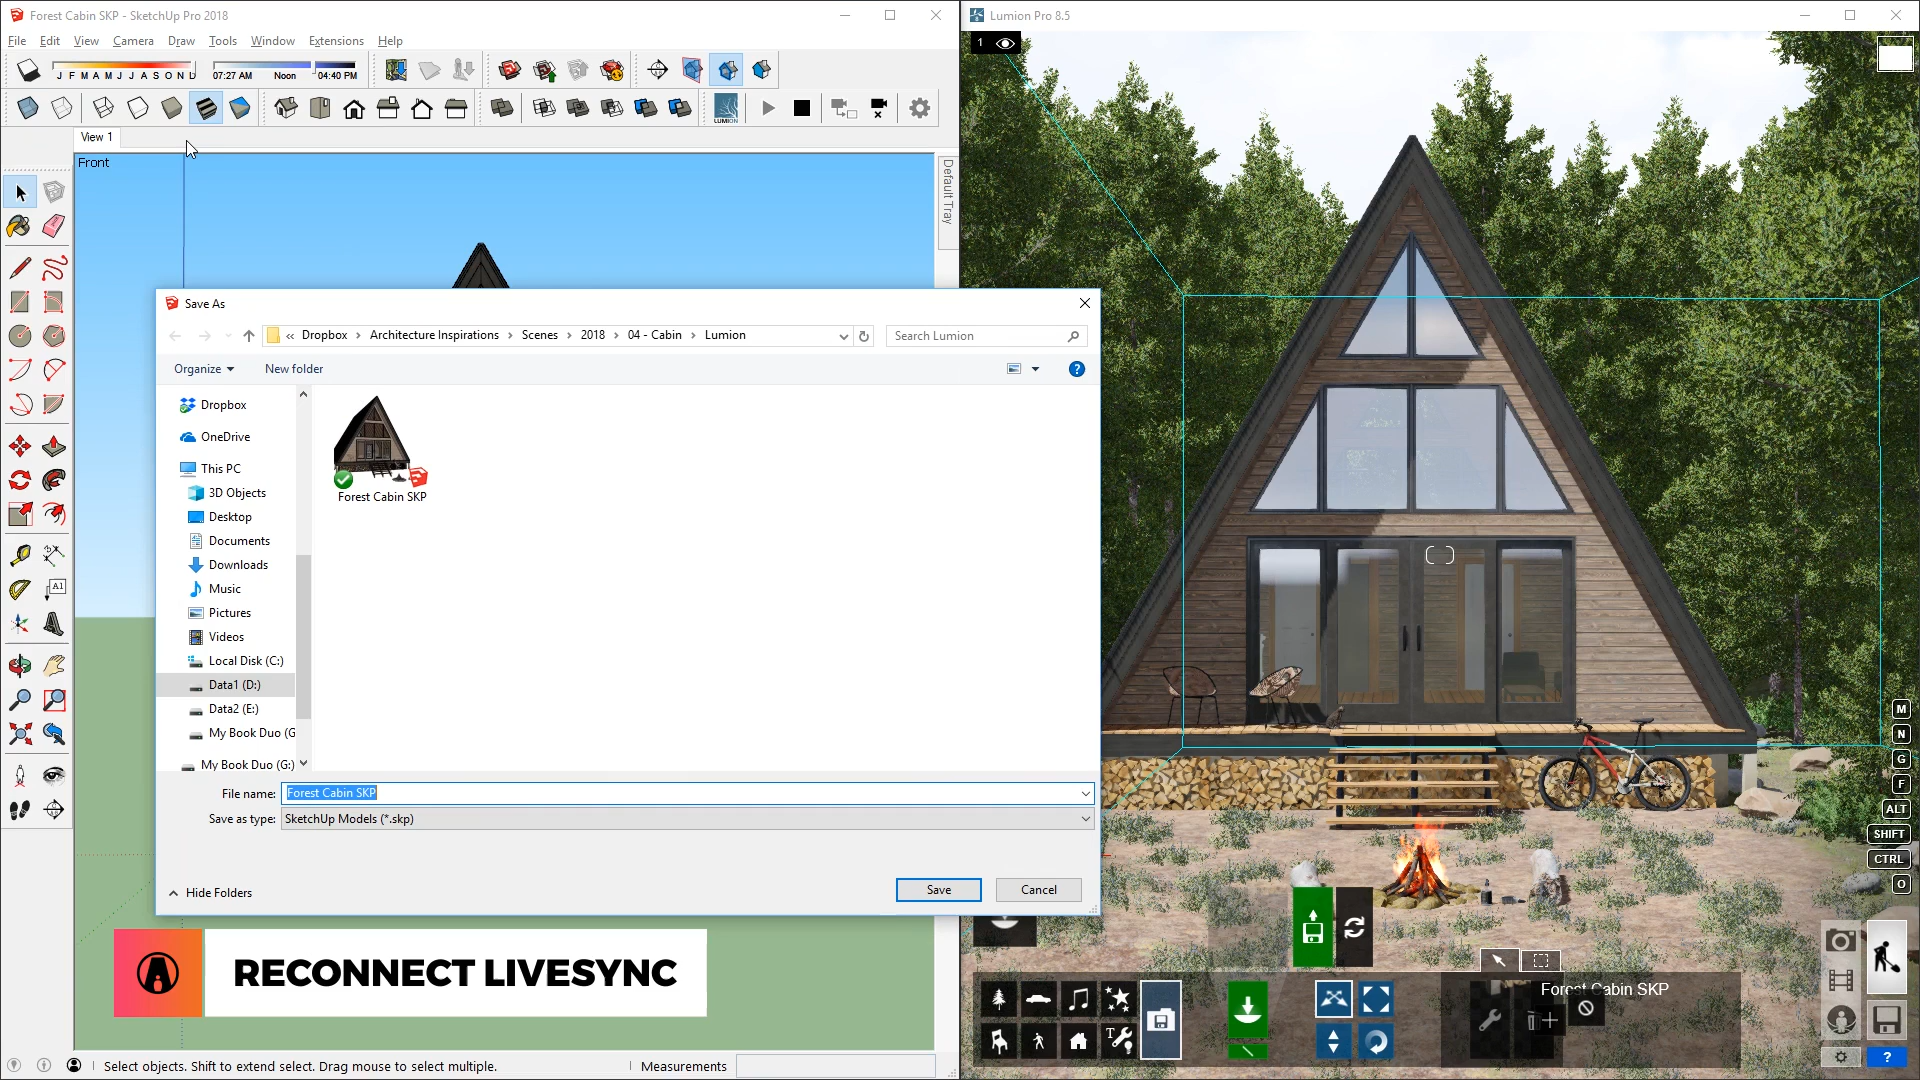 Forest Cabin SKP - SketchUp Pro 2018
File Edit View Camera Draw Tools Window Extensions Help
J F M A M J J A S O N D
07:27 AM Noon 04:40 PM
LUMION
View 1
Front
Default Tray
A1
Save As
« Dropbox › Architecture Inspirations › Scenes › 2018 › 04 - Cabin › Lumion
Search Lumion
Organize
New folder
?
Dropbox
OneDrive
This PC
3D Objects
Desktop
Documents
Downloads
Music
Pictures
Videos
Local Disk (C:)
Data1 (D:)
Data2 (E:)
My Book Duo (G
My Book Duo (G:)
Forest Cabin SKP
File name: Forest Cabin SKP
Save as type: SketchUp Models (*.skp)
Hide Folders
Save
Cancel
RECONNECT LIVESYNC
Select objects. Shift to extend select. Drag mouse to select multiple.
Measurements
Lumion Pro 8.5
1
M
N
G
F
ALT
SHIFT
CTRL
O
Forest Cabin SKP
T
?